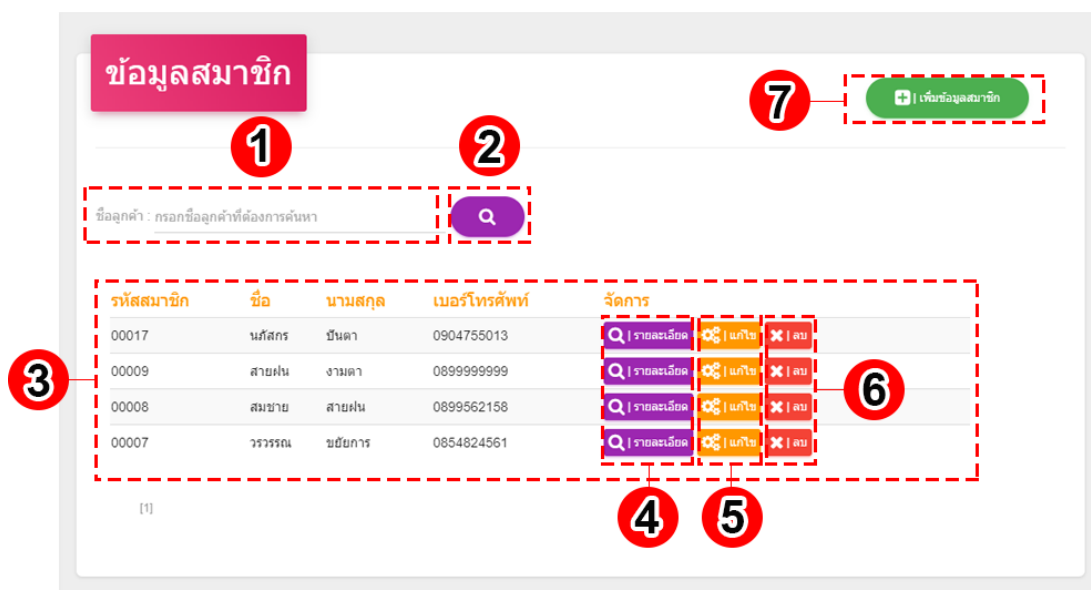 ข้อมูลสมาชิก
7
| เพิ่มข้อมูลสมาชิก
1
2
ชื่อลูกค้า : กรอกชื่อลูกค้าที่ต้องการค้นหา
รหัสสมาชิก ชื่อ นามสกุล เบอร์โทรศัพท์ จัดการ
00017 นภัสกร ปันตา 0904755013 | รายละเอียด | แก้ไข | ลบ
00009 สายฝน งามตา 0899999999 | รายละเอียด | แก้ไข | ลบ
3
6
00008 สมชาย สายฝน 0899562158 | รายละเอียด | แก้ไข | ลบ
00007 วรวรรณ ขยัยการ 0854824561 | รายละเอียด | แก้ไข | ลบ
4
5
[1]